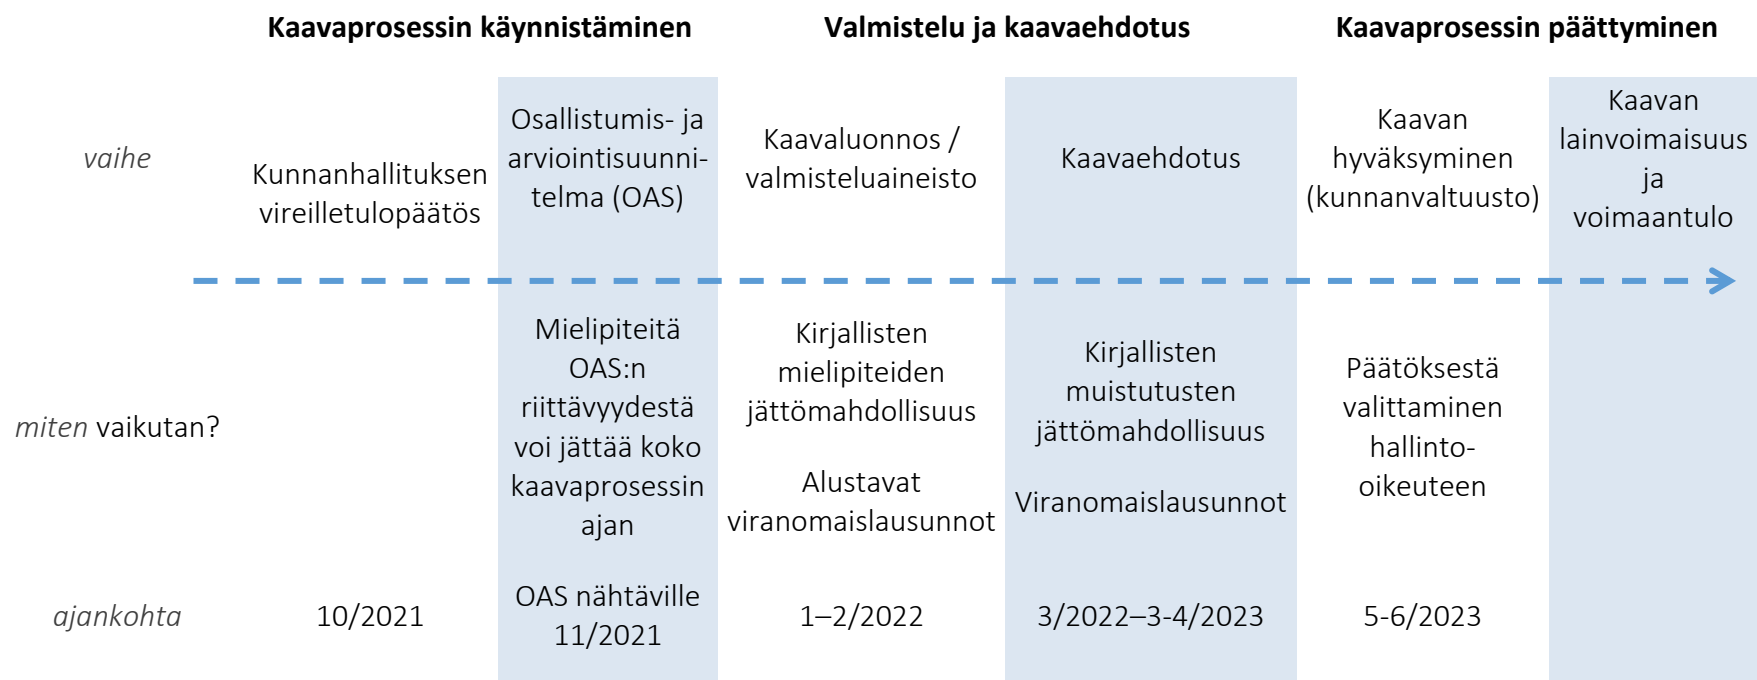 Kaavaprosessin käynnistäminen
Valmistelu ja kaavaehdotus
Kaavaprosessin päättyminen
vaihe
Kunnanhallituksen
vireilletulopäätös
Osallistumis- ja
arviointisuunni-
telma (OAS)
Kaavaluonnos /
valmisteluaineisto
Kaavaehdotus
Kaavan
hyväksyminen
(kunnanvaltuusto)
Kaavan
lainvoimaisuus
ja
voimaantulo
miten vaikutan?
Mielipiteitä
OAS:n
riittävyydestä
voi jättää koko
kaavaprosessin
ajan
Kirjallisten
mielipiteiden
jättömahdollisuus
Alustavat
viranomaislausunnot
Kirjallisten
muistutusten
jättömahdollisuus
Viranomaislausunnot
Päätöksestä
valittaminen
hallinto-
oikeuteen
ajankohta
10/2021
OAS nähtäville
11/2021
1–2/2022
3/2022–3-4/2023
5-6/2023